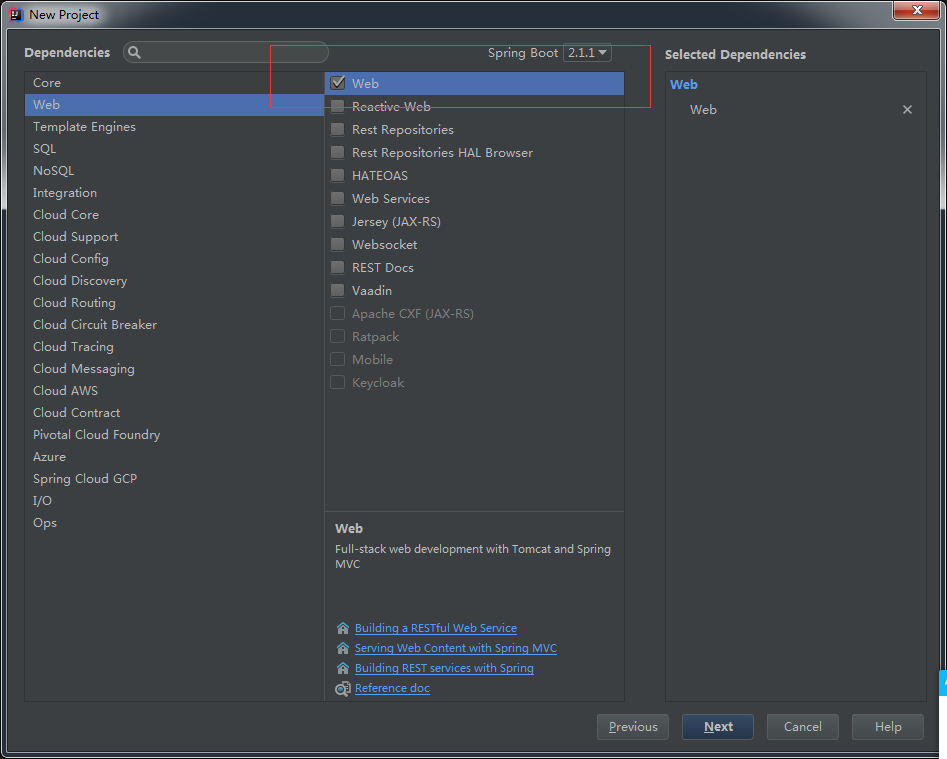 New Project
Dependencies
Spring Boot 2.1.1
Selected Dependencies
Core
Web
Template Engines
SQL
NoSQL
Integration
Cloud Core
Cloud Support
Cloud Config
Cloud Discovery
Cloud Routing
Cloud Circuit Breaker
Cloud Tracing
Cloud Messaging
Cloud AWS
Cloud Contract
Pivotal Cloud Foundry
Azure
Spring Cloud GCP
I/O
Ops
Web
Reactive Web
Rest Repositories
Rest Repositories HAL Browser
HATEOAS
Web Services
Jersey (JAX-RS)
Websocket
REST Docs
Vaadin
Apache CXF (JAX-RS)
Ratpack
Mobile
Keycloak
Web
Full-stack web development with Tomcat and Spring
MVC
Building a RESTful Web Service
Serving Web Content with Spring MVC
Building REST services with Spring
Reference doc
Web
Web
Previous
Next
Cancel
Help